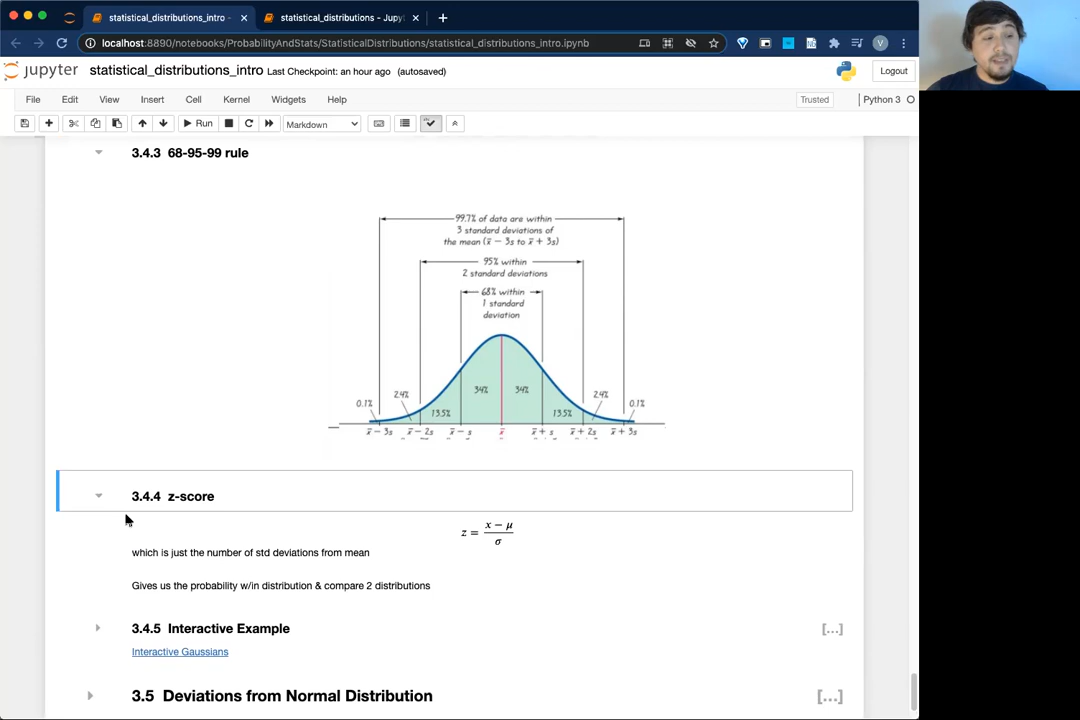 statistical_distributions_intro -
statistical_distributions - Jupyt
localhost:8890/notebooks/ProbabilityAndStats/StatisticalDistributions/statistical_distributions_intro.ipynb
V
jupyter statistical_distributions_intro Last Checkpoint: an hour ago (autosaved)
Logout
File Edit View Insert Cell Kernel Widgets Help
Trusted
Python 3
Run
Markdown
3.4.3 68-95-99 rule
99.7% of data are within
3 standard deviations of
the mean (x̄ − 3s to x̄ + 3s)
95% within
2 standard deviations
68% within
1 standard
deviation
34% 34%
2.4% 2.4%
0.1% 0.1%
13.5% 13.5%
x̄ − 3s x̄ − 2s x̄ − s x̄ x̄ + s x̄ + 2s x̄ + 3s
3.4.4 z-score
z = x − μ / σ
which is just the number of std deviations from mean
Gives us the probability w/in distribution & compare 2 distributions
3.4.5 Interactive Example
[...]
Interactive Gaussians
3.5 Deviations from Normal Distribution
[...]